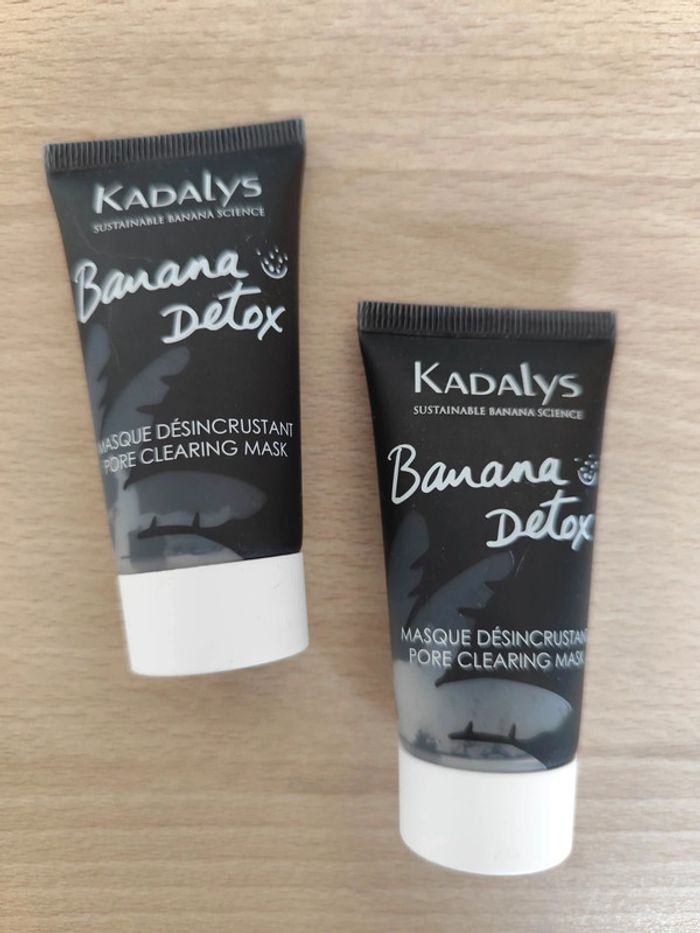 KADALYS
SUSTAINABLE BANANA SCIENCE
Banana
Detox
MASQUE DÉSINCRUSTANT
PORE CLEARING MASK
KADALYS
SUSTAINABLE BANANA SCIENCE
Banana
Detox
MASQUE DÉSINCRUSTANT
PORE CLEARING MASK